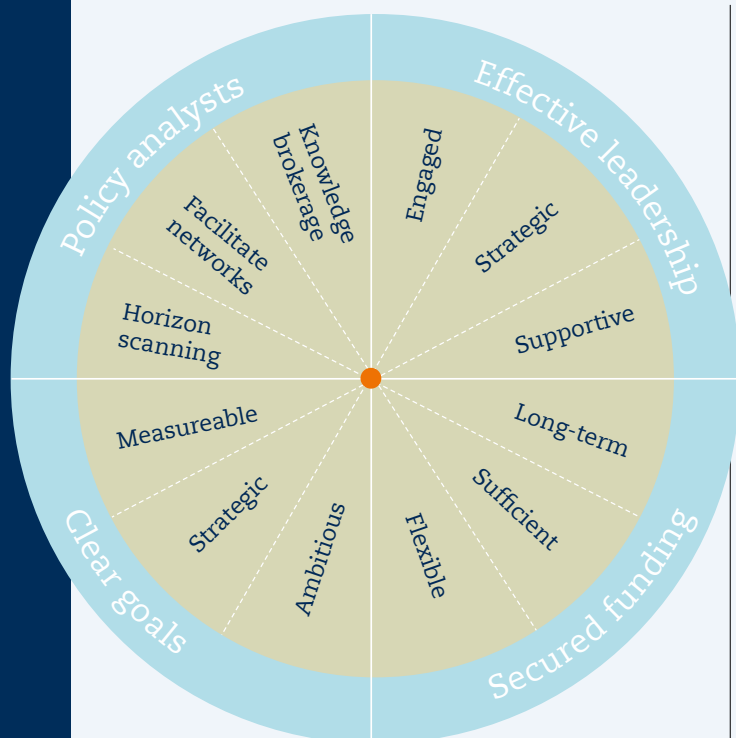 Policy analysts
Knowledge
brokerage
Facilitate
networks
Horizon
scanning
Effective leadership
Engaged
Strategic
Supportive
Secured funding
Long-term
Sufficient
Flexible
Clear goals
Measureable
Strategic
Ambitious